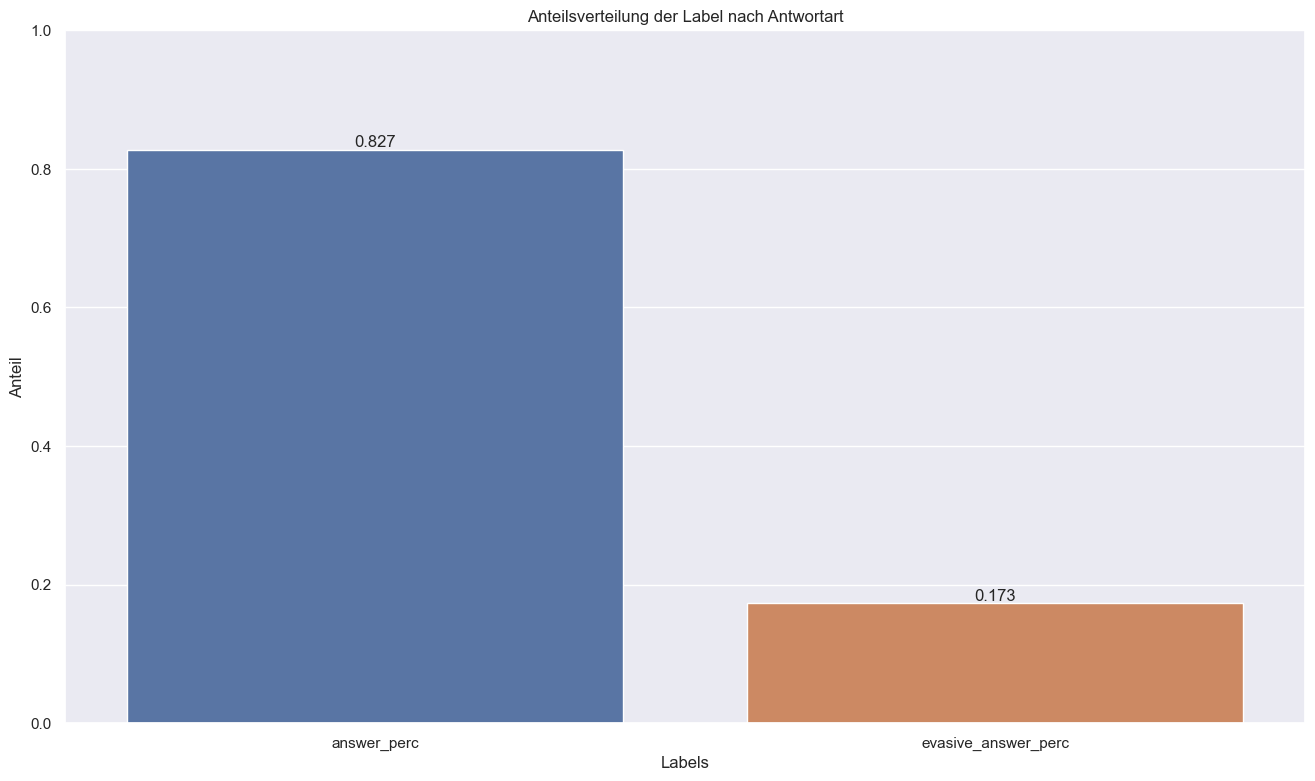 Anteilsverteilung der Label nach Antwortart
1.0
0.827
0.8
0.6
Anteil
0.4
0.2
0.173
0.0
answer_perc
evasive_answer_perc
Labels